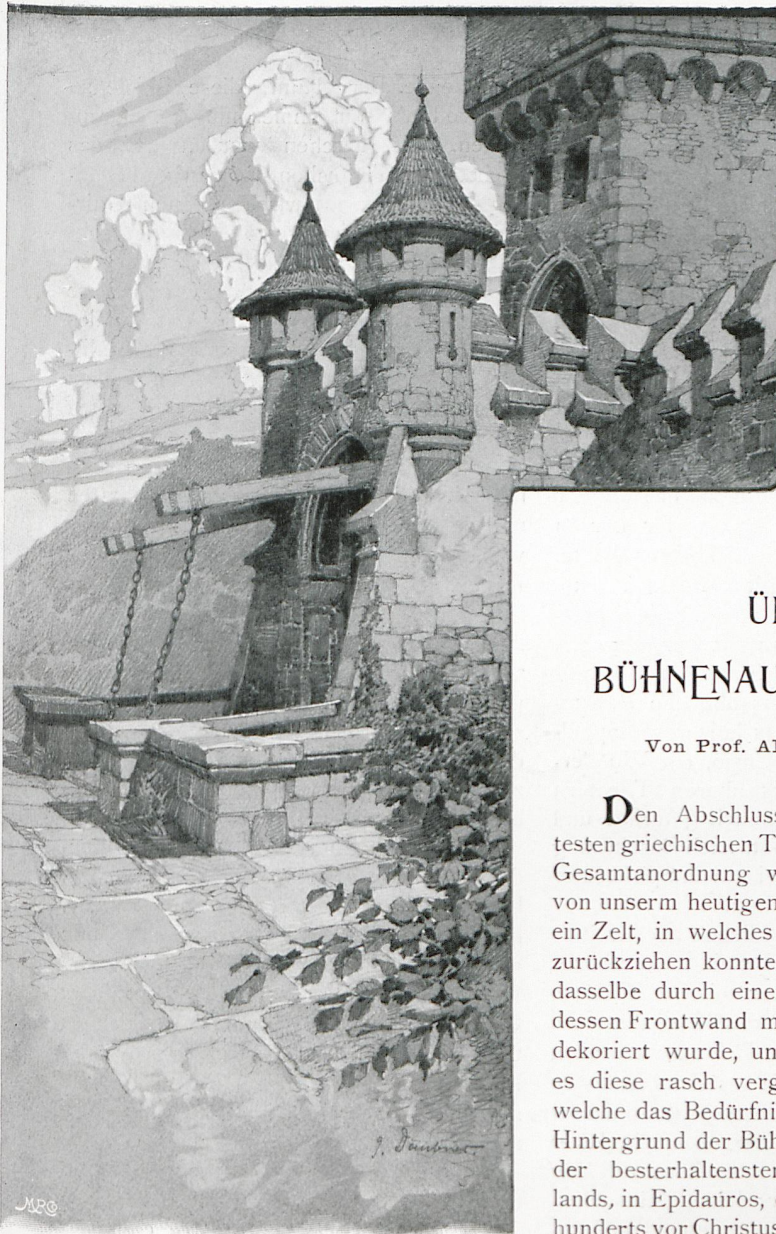 Ü
BÜHNENAU
Von Prof. Al
Den Abschluss
testen griechischen T
Gesamtanordnung w
von unserm heutigen
ein Zelt, in welches
zurückziehen konnte
dasselbe durch eine
dessen Frontwand m
dekoriert wurde, un
es diese rasch verg
welche das Bedürfni
Hintergrund der Büh
der besterhaltensten
lands, in Epidauros,
hunderts vor Christus
G. Daubner.
MRCo